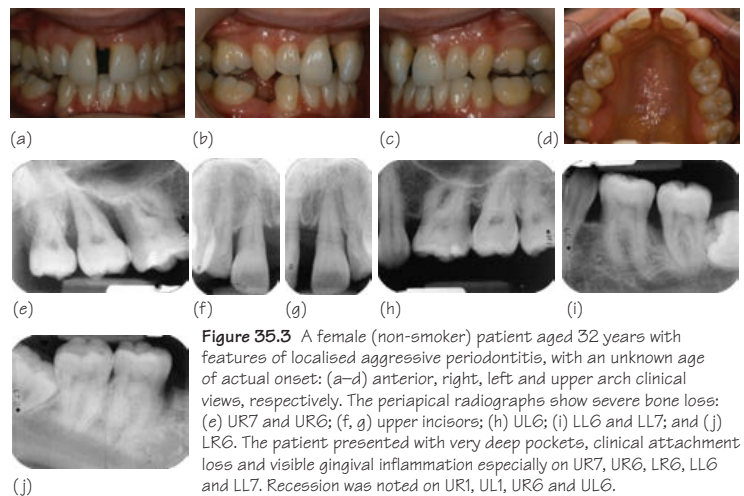 (a)
(b)
(c)
(d)
(e)
(f)
(g)
(h)
(i)
(j)
Figure 35.3 A female (non-smoker) patient aged 32 years with
features of localised aggressive periodontitis, with an unknown age
of actual onset: (a–d) anterior, right, left and upper arch clinical
views, respectively. The periapical radiographs show severe bone loss:
(e) UR7 and UR6; (f, g) upper incisors; (h) UL6; (i) LL6 and LL7; and (j)
LR6. The patient presented with very deep pockets, clinical attachment
loss and visible gingival inflammation especially on UR7, UR6, LR6, LL6
and LL7. Recession was noted on UR1, UL1, UR6 and UL6.